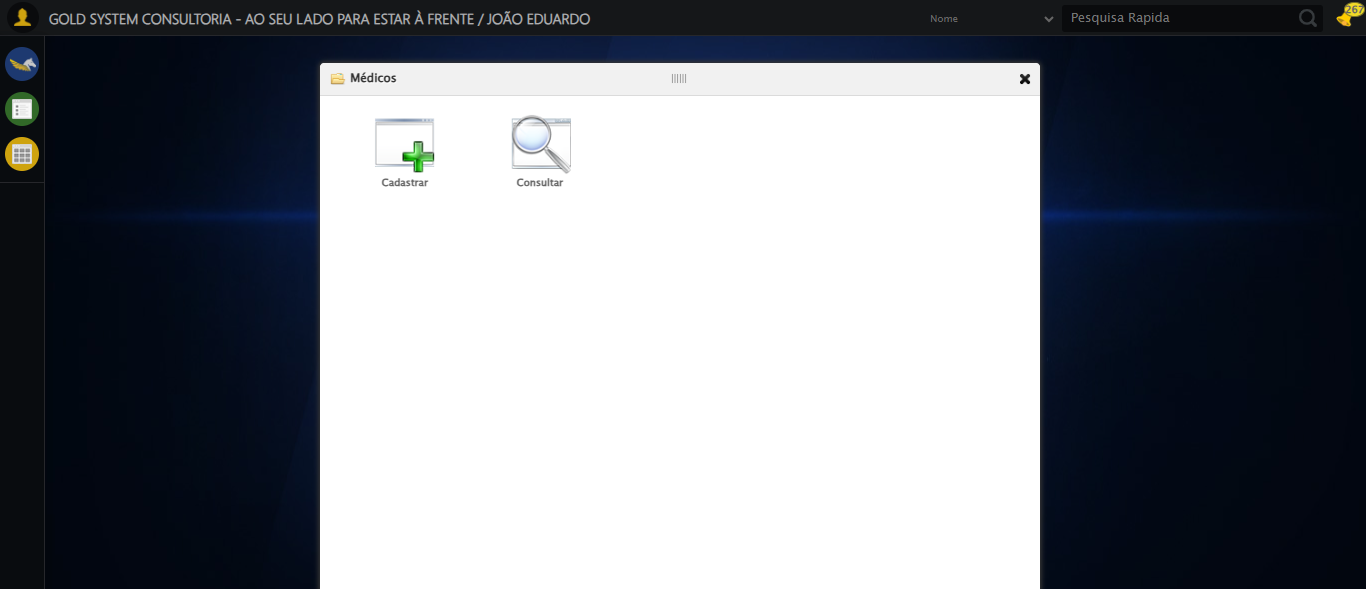 GOLD SYSTEM CONSULTORIA - AO SEU LADO PARA ESTAR À FRENTE / JOÃO EDUARDO
Nome
Pesquisa Rapida
267
Médicos
Cadastrar
Consultar